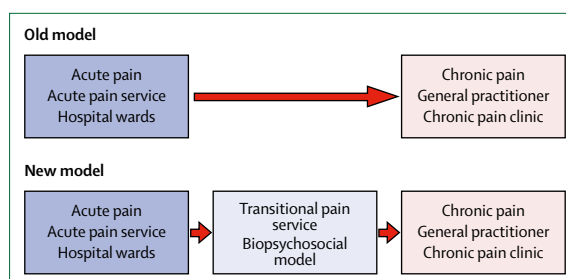 Old model
Acute pain
Acute pain service
Hospital wards
Chronic pain
General practitioner
Chronic pain clinic
New model
Acute pain
Acute pain service
Hospital wards
Transitional pain
service
Biopsychosocial
model
Chronic pain
General practitioner
Chronic pain clinic